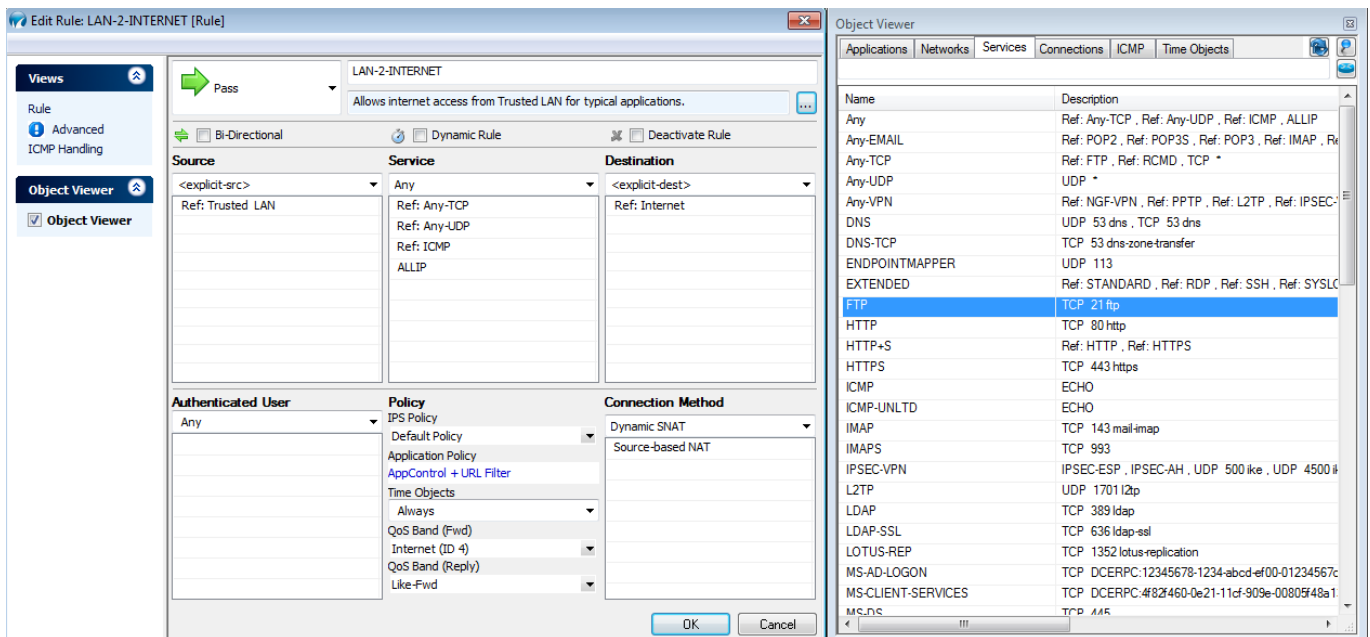 Edit Rule: LAN-2-INTERNET [Rule]
Views
Rule
Advanced
ICMP Handling
Object Viewer
Object Viewer
Pass
LAN-2-INTERNET
Allows internet access from Trusted LAN for typical applications.
...
Bi-Directional
Dynamic Rule
Deactivate Rule
Source
<explicit-src>
Ref: Trusted LAN
Service
Any
Ref: Any-TCP
Ref: Any-UDP
Ref: ICMP
ALLIP
Destination
<explicit-dest>
Ref: Internet
Authenticated User
Any
Policy
IPS Policy
Default Policy
Application Policy
AppControl + URL Filter
Time Objects
Always
QoS Band (Fwd)
Internet (ID 4)
QoS Band (Reply)
Like-Fwd
Connection Method
Dynamic SNAT
Source-based NAT
OK Cancel
Object Viewer
Applications Networks Services Connections ICMP Time Objects
Name Description
Any Ref: Any-TCP , Ref: Any-UDP , Ref: ICMP , ALLIP
Any-EMAIL Ref: POP2 , Ref: POP3S , Ref: POP3 , Ref: IMAP ,
Any-TCP Ref: FTP , Ref: RCMD , TCP *
Any-UDP UDP *
Any-VPN Ref: NGF-VPN , Ref: PPTP , Ref: L2TP , Ref: IPSEC-
DNS UDP 53 dns , TCP 53 dns
DNS-TCP TCP 53 dns-zone-transfer
ENDPOINTMAPPER UDP 113
EXTENDED Ref: STANDARD , Ref: RDP , Ref: SSH , Ref:
FTP TCP 21 ftp
HTTP TCP 80 http
HTTP+S Ref: HTTP , Ref: HTTPS
HTTPS TCP 443 https
ICMP ECHO
ICMP-UNLTD ECHO
IMAP TCP 143 mail-imap
IMAPS TCP 993
IPSEC-VPN IPSEC-ESP , IPSEC-AH , UDP 500 ike , UDP 4500
L2TP UDP 1701 l2tp
LDAP TCP 389 ldap
LDAP-SSL TCP 636 ldap-ssl
LOTUS-REP TCP 1352 lotus-replication
MS-AD-LOGON TCP DCERPC:12345678-1234-abcd-ef00-01234567c
MS-CLIENT-SERVICES TCP DCERPC:4f82f460-0e21-11cf-909e-00805f48a1
MS-DS TCP 445